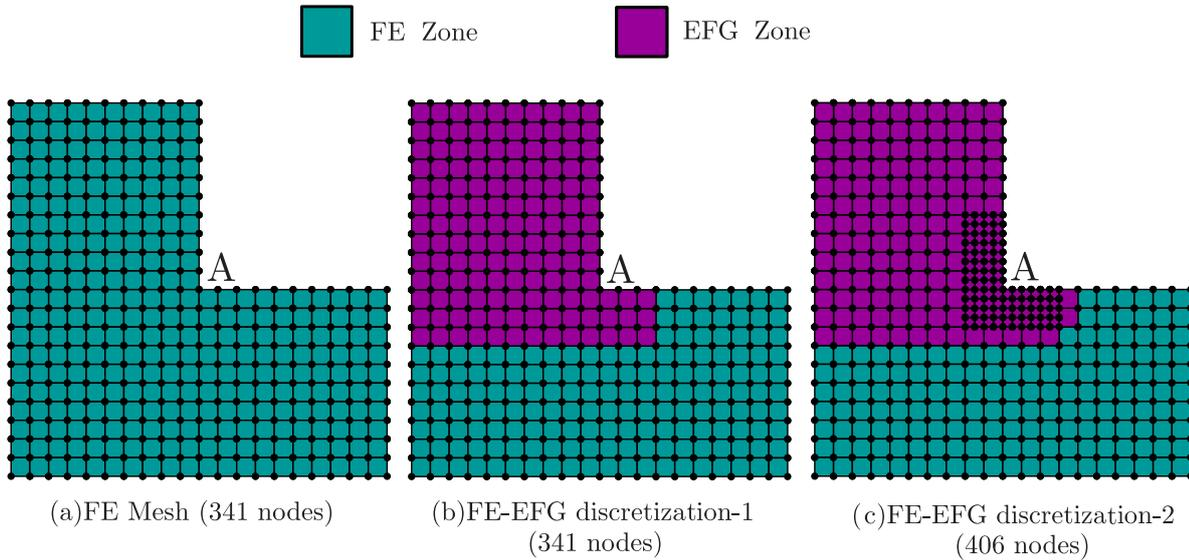 FE Zone
EFG Zone
A
A
A
(a)FE Mesh (341 nodes)
(b)FE-EFG discretization-1
(341 nodes)
(c)FE-EFG discretization-2
(406 nodes)